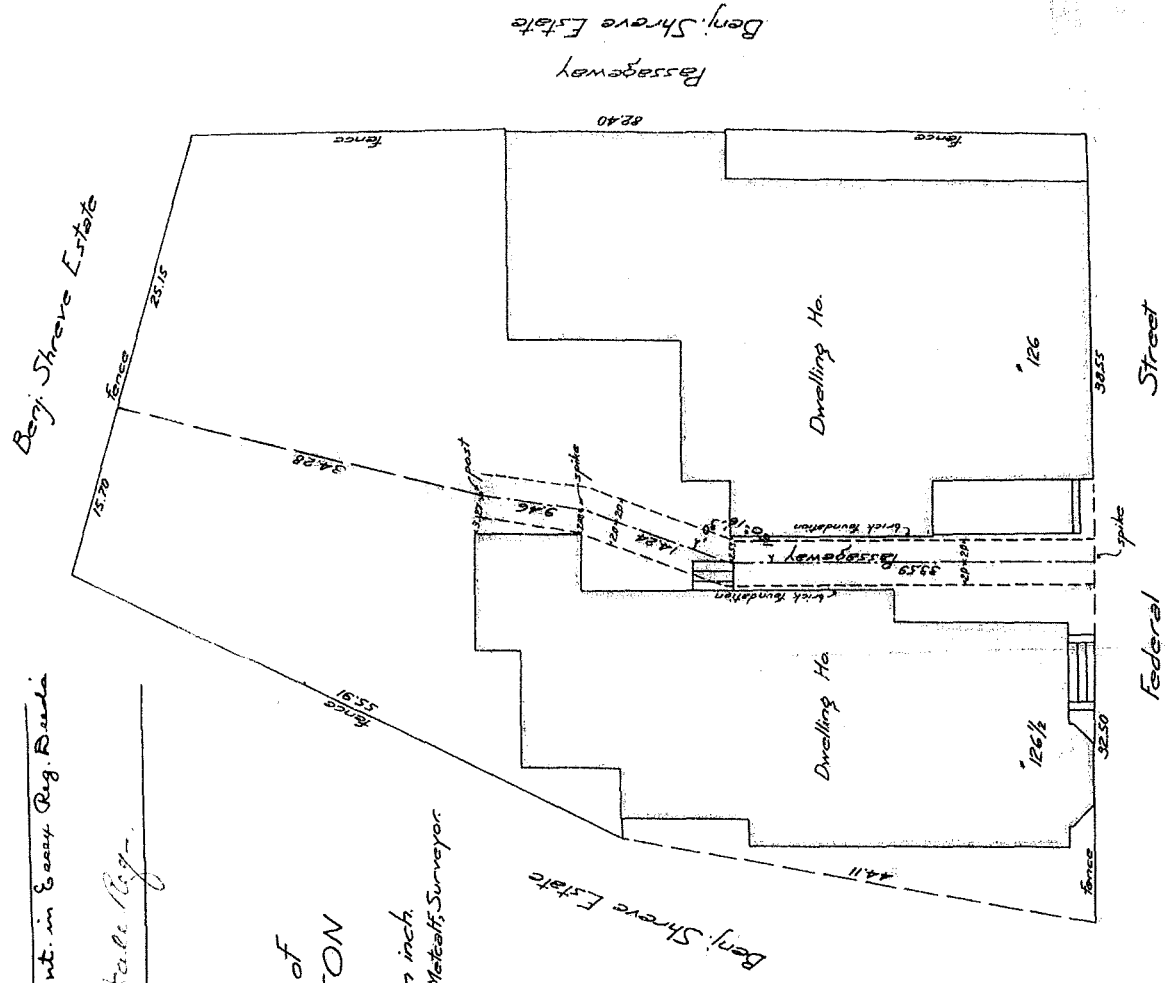 Benj. Shreve Estate
Passageway
82.40
fence
fence
Benj. Shreve Estate
25.15
fence
15.70
34.28
post
spike
9.46
14.24
Dwelling Ho.
126
38.55
Street
brick foundation
Passageway
33.59
brick foundation
spike
Federal
fence
55.91
Dwelling Ho.
126½
32.50
fence
44.11
Benj. Shreve Estate
nt. in Essex Reg. Deeds
of
TON
inch.
Metcalf, Surveyor.